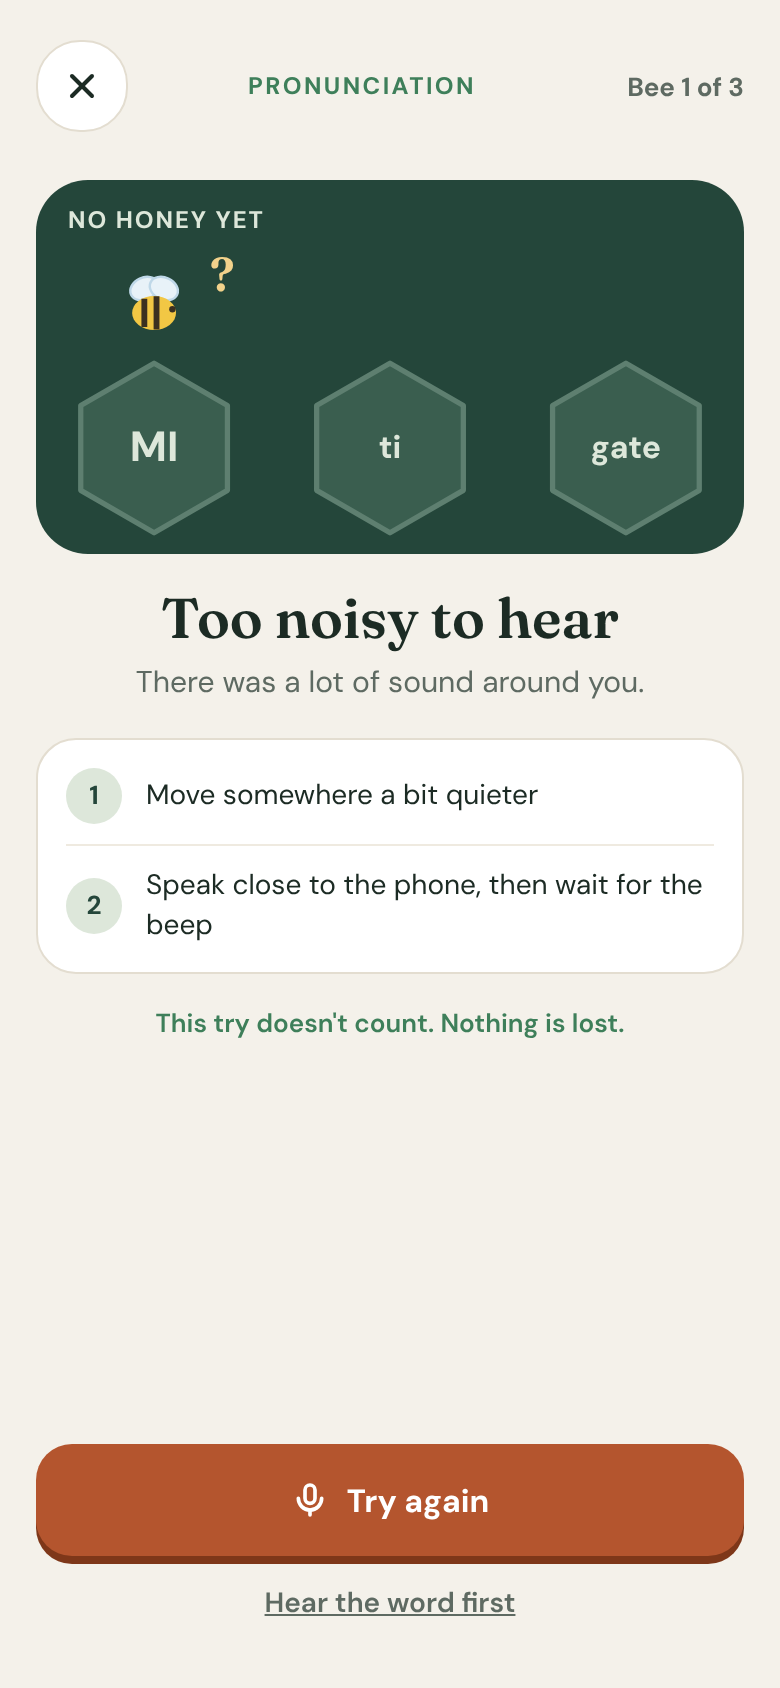 PRONUNCIATION
Bee 1 of 3
NO HONEY YET
?
MI
ti
gate
Too noisy to hear
There was a lot of sound around you.
1
Move somewhere a bit quieter
2
Speak close to the phone, then wait for the
beep
This try doesn't count. Nothing is lost.
Try again
Hear the word first